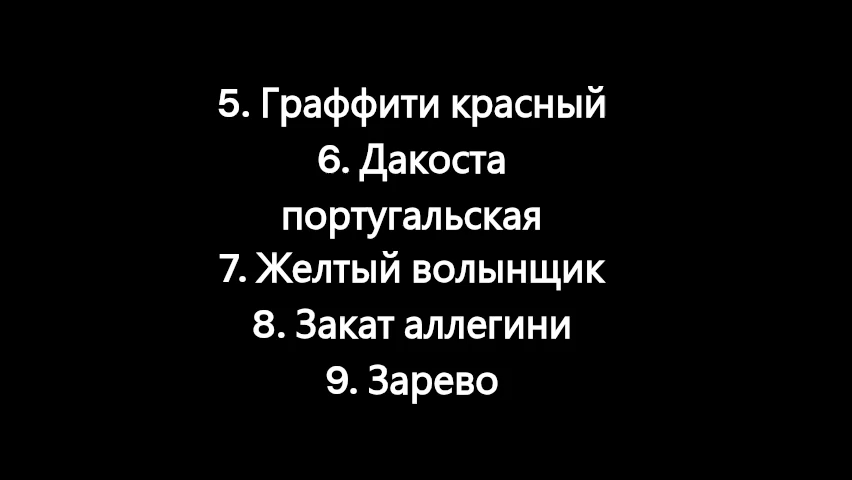 5. Граффити красный
6. Дакоста
португальская
7. Желтый волынщик
8. Закат аллегини
9. Зарево